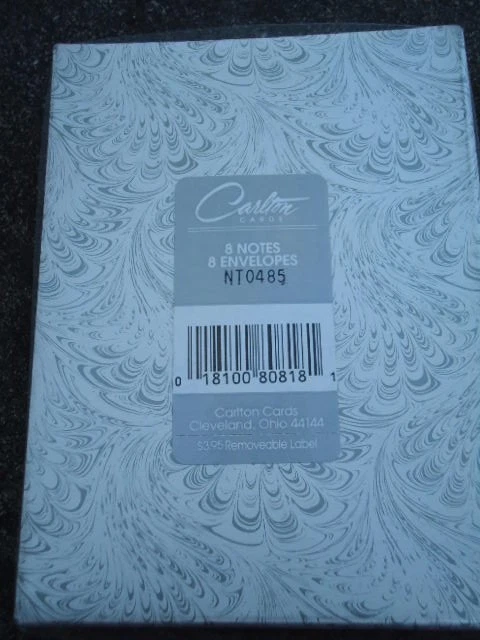 Carlton
CARDS
8 NOTES
8 ENVELOPES
NT0485
0 18100 80818 1
Carlton Cards
Cleveland, Ohio 44144
$3.95 Removeable Label